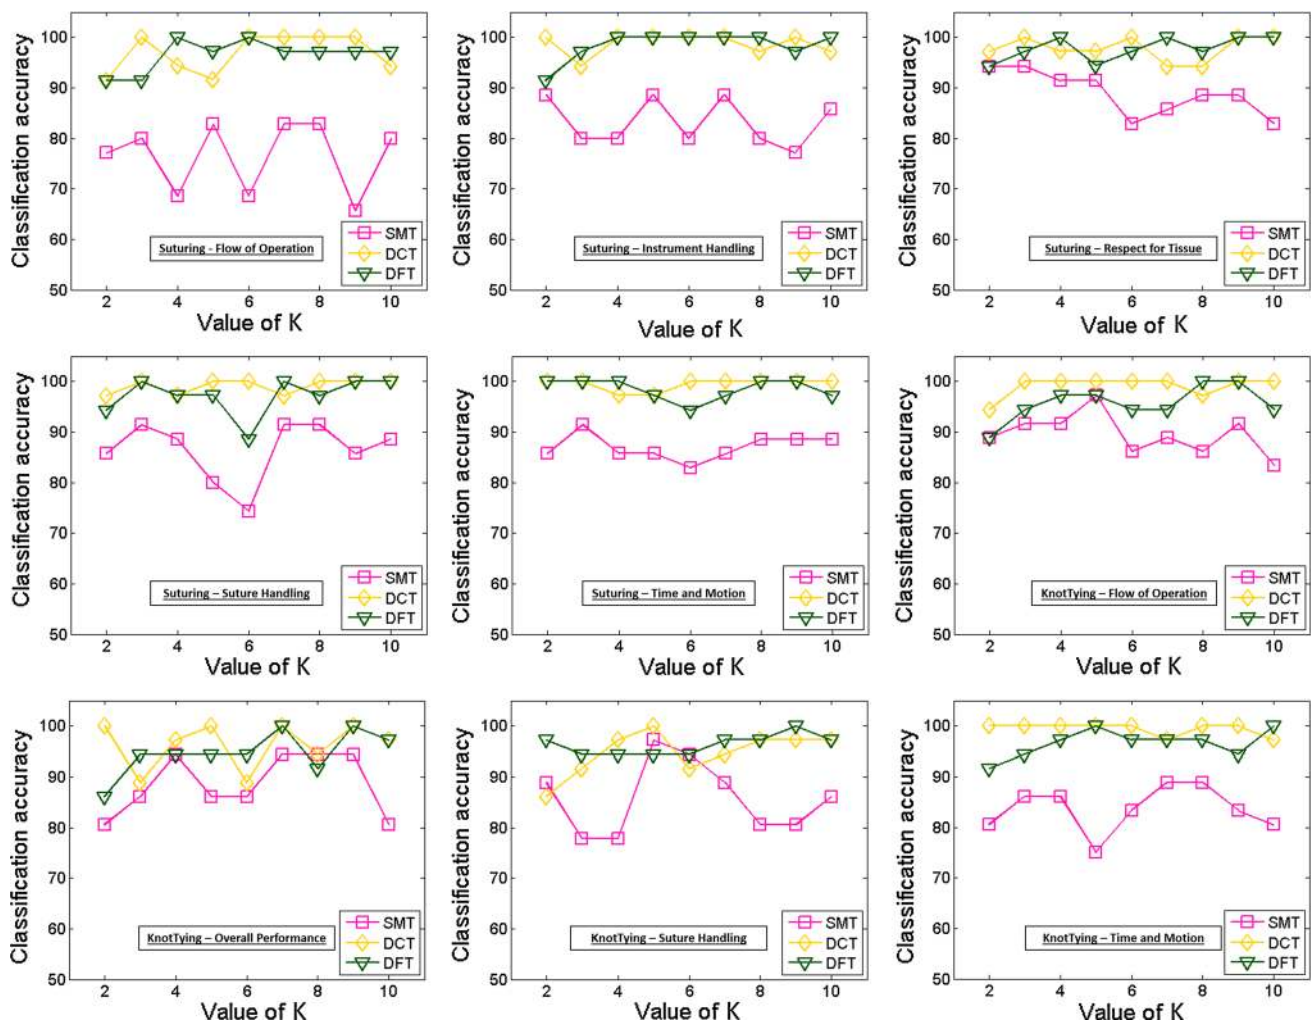 Classification accuracy
100
90
80
70
60
50
2 4 6 8 10
Value of K
Suturing - Flow of Operation
SMT
DCT
DFT
Classification accuracy
100
90
80
70
60
50
2 4 6 8 10
Value of K
Suturing – Instrument Handling
SMT
DCT
DFT
Classification accuracy
100
90
80
70
60
50
2 4 6 8 10
Value of K
Suturing – Respect for Tissue
SMT
DCT
DFT
Classification accuracy
100
90
80
70
60
50
2 4 6 8 10
Value of K
Suturing – Suture Handling
SMT
DCT
DFT
Classification accuracy
100
90
80
70
60
50
2 4 6 8 10
Value of K
Suturing – Time and Motion
SMT
DCT
DFT
Classification accuracy
100
90
80
70
60
50
2 4 6 8 10
Value of K
KnotTying – Flow of Operation
SMT
DCT
DFT
Classification accuracy
100
90
80
70
60
50
2 4 6 8 10
Value of K
KnotTying – Overall Performance
SMT
DCT
DFT
Classification accuracy
100
90
80
70
60
50
2 4 6 8 10
Value of K
KnotTying – Suture Handling
SMT
DCT
DFT
Classification accuracy
100
90
80
70
60
50
2 4 6 8 10
Value of K
KnotTying – Time and Motion
SMT
DCT
DFT